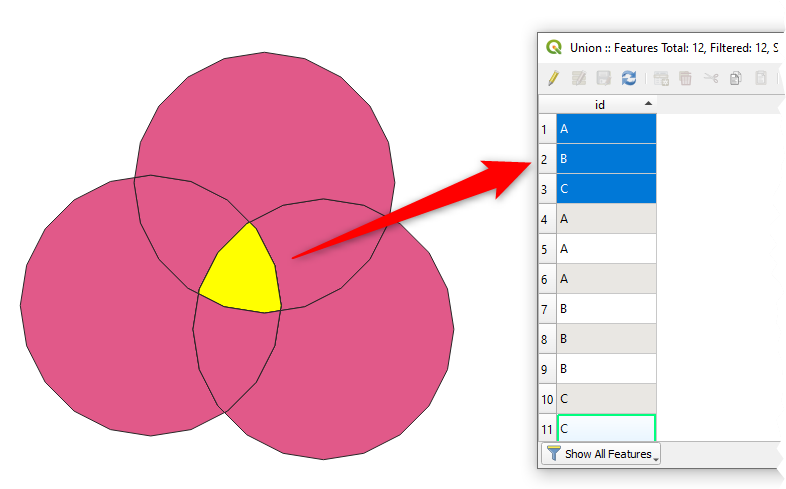 Union :: Features Total: 12, Filtered: 12, S
id
1 A
2 B
3 C
4 A
5 A
6 A
7 B
8 B
9 B
10 C
11 C
Show All Features